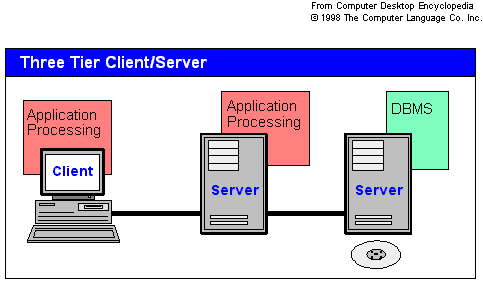 From Computer Desktop Encyclopedia
© 1998 The Computer Language Co. Inc.
Three Tier Client/Server
Application
Processing
Application
Processing
DBMS
Client
Server
Server